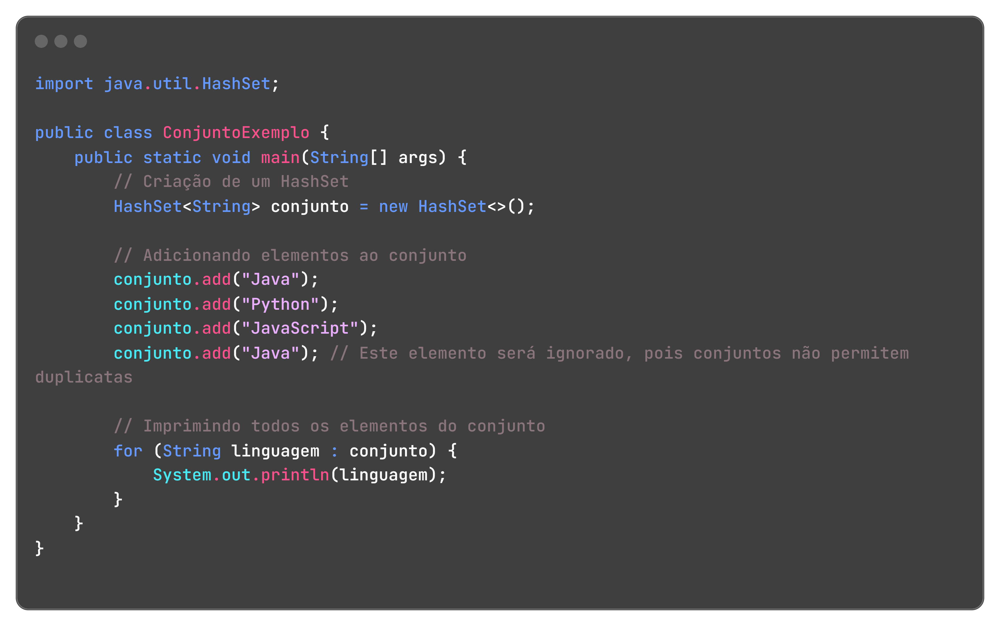 import java.util.HashSet;
public class ConjuntoExemplo {
    public static void main(String[] args) {
        // Criação de um HashSet
        HashSet<String> conjunto = new HashSet<>();
        // Adicionando elementos ao conjunto
        conjunto.add("Java");
        conjunto.add("Python");
        conjunto.add("JavaScript");
        conjunto.add("Java"); // Este elemento será ignorado, pois conjuntos não permitem
duplicatas
        // Imprimindo todos os elementos do conjunto
        for (String linguagem : conjunto) {
            System.out.println(linguagem);
        }
    }
}